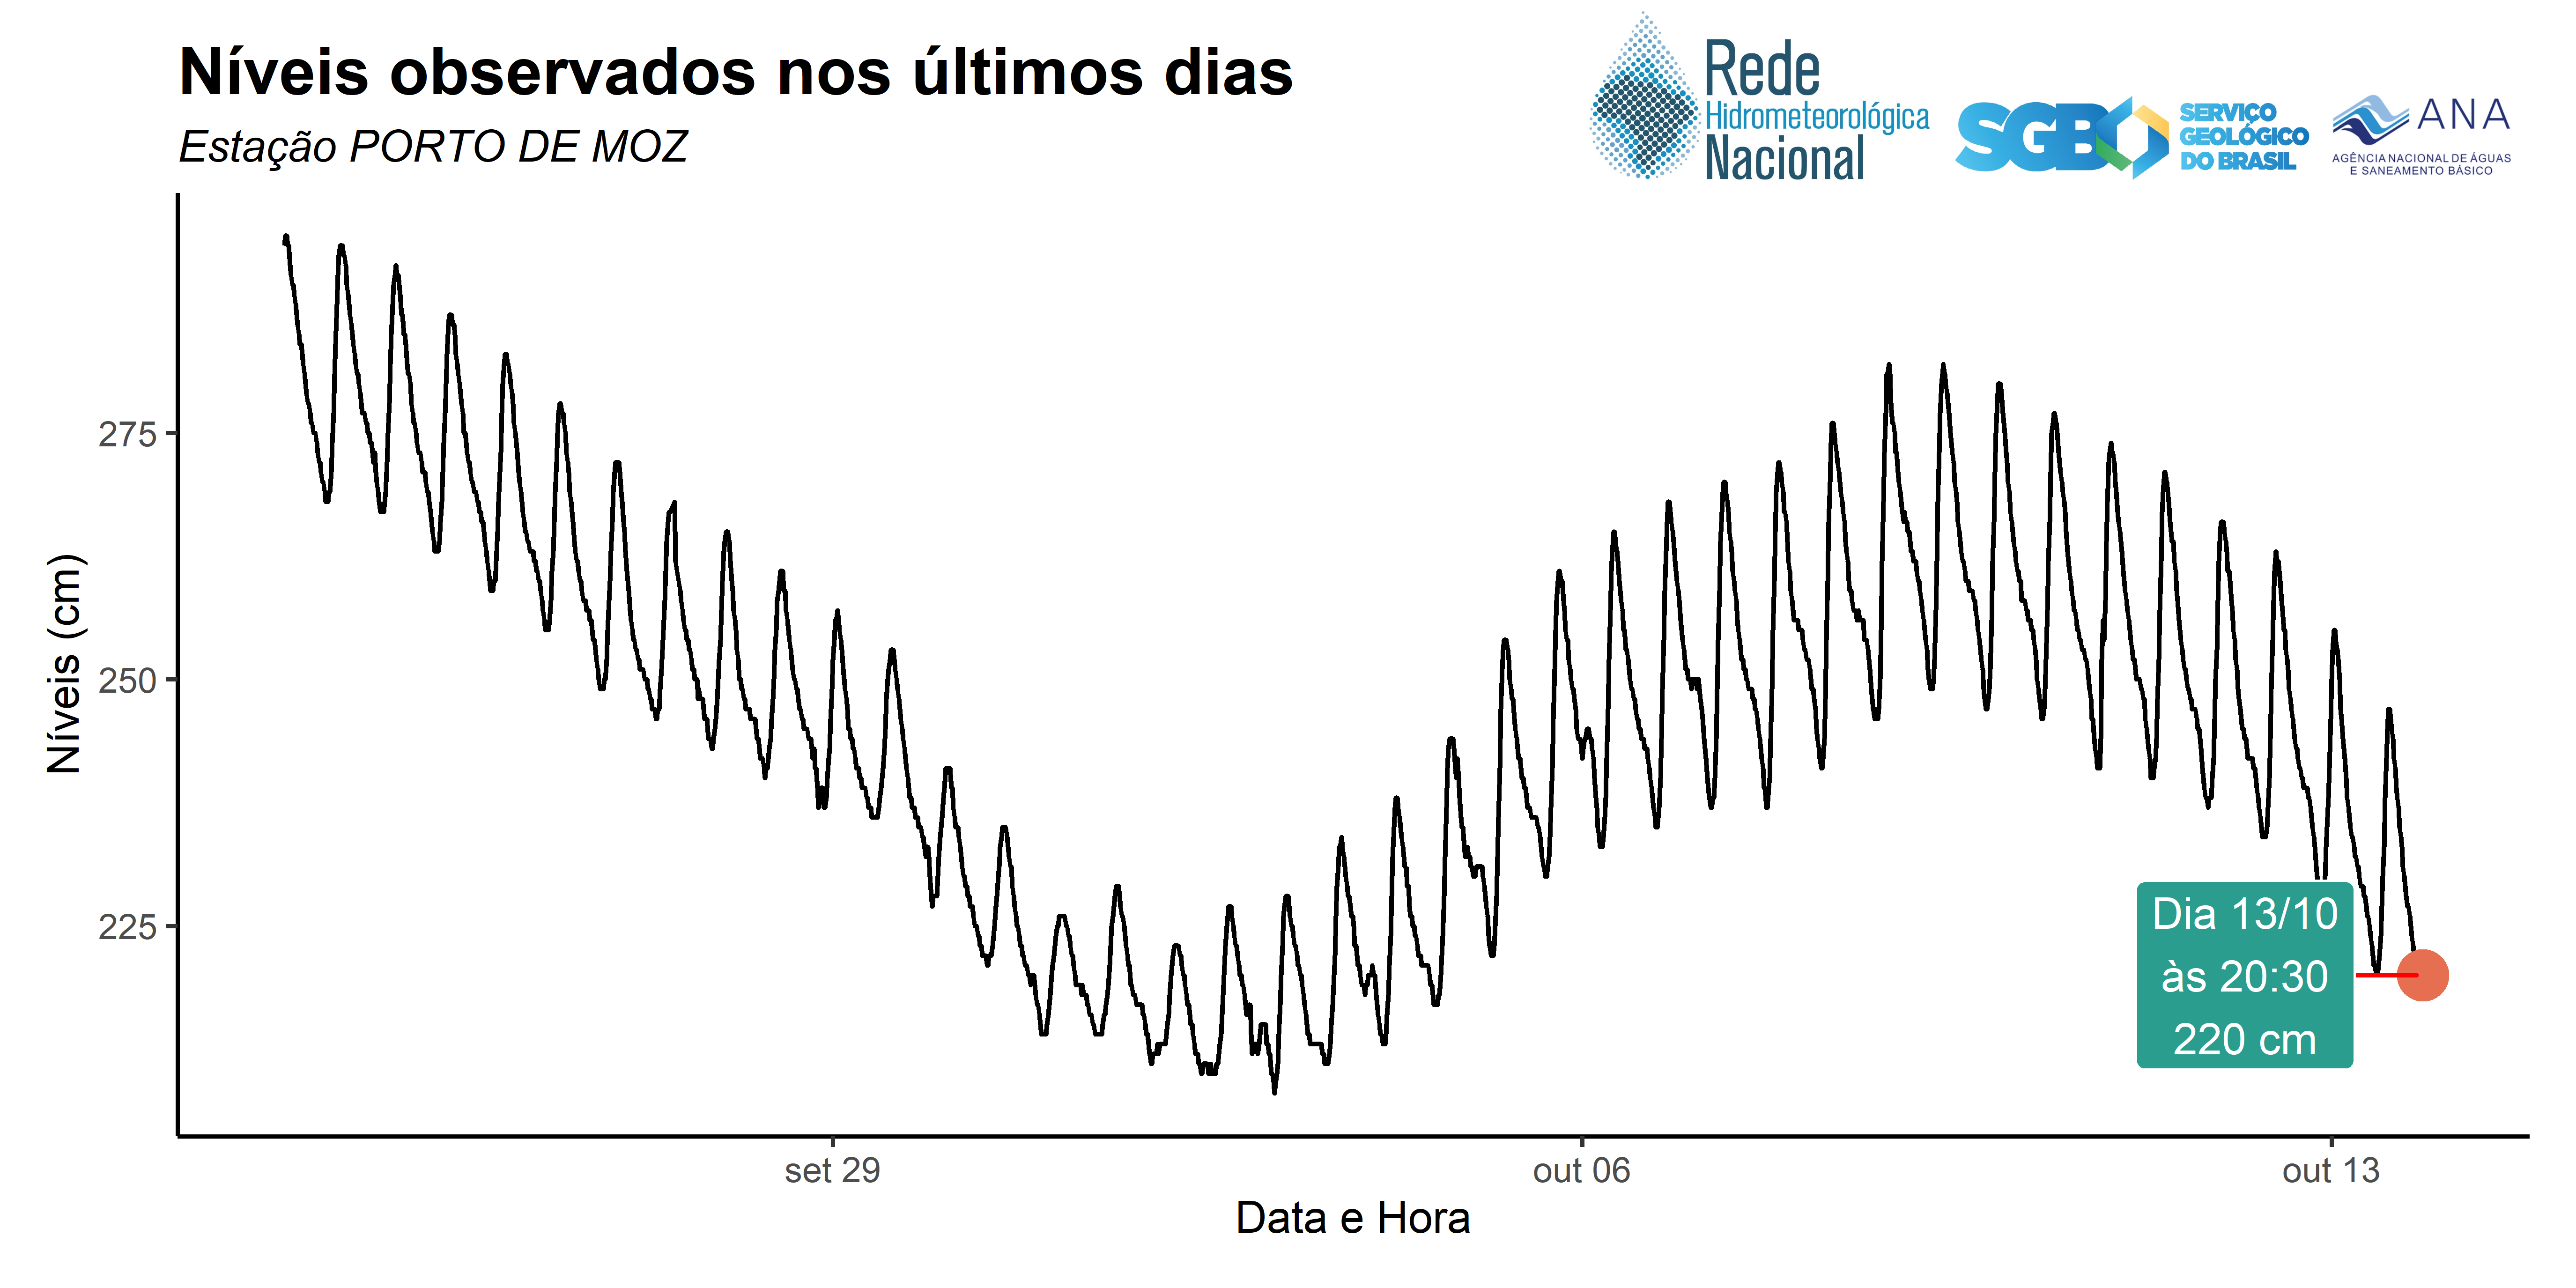 Níveis observados nos últimos dias
Estação PORTO DE MOZ
Rede
Hidrometeorológica
Nacional
SGB
SERVIÇO
GEOLÓGICO
DO BRASIL
ANA
AGÊNCIA NACIONAL DE ÁGUAS
E SANEAMENTO BÁSICO
Níveis (cm)
275
250
225
Dia 13/10
às 20:30
220 cm
set 29
out 06
out 13
Data e Hora